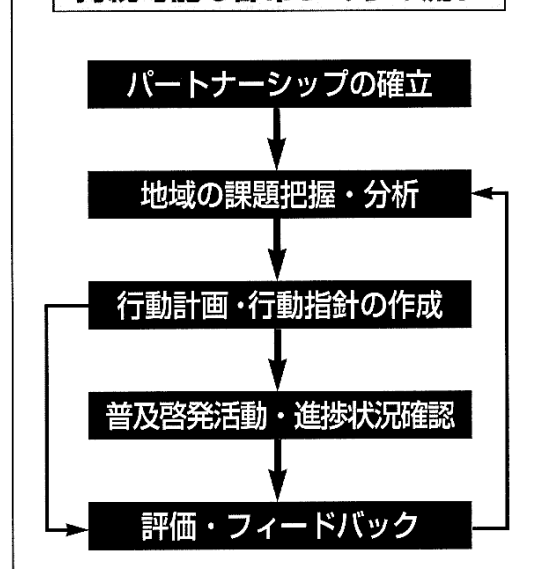 パートナーシップの確立
地域の課題把握・分析
行動計画・行動指針の作成
普及啓発活動・進捗状況確認
評価・フィードバック